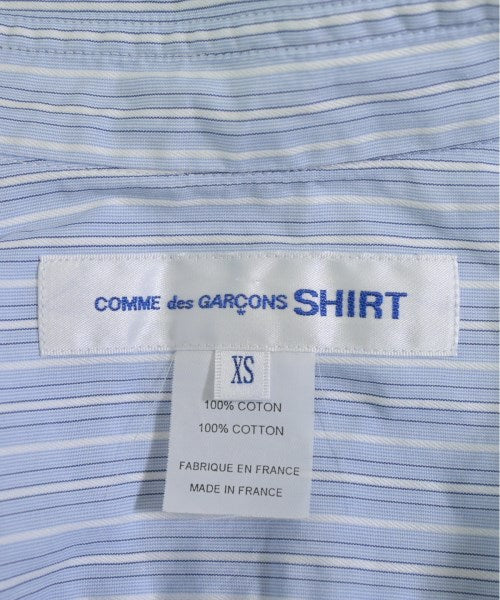 COMME des GARÇONS SHIRT
XS
100% COTON
100% COTTON
FABRIQUE EN FRANCE
MADE IN FRANCE